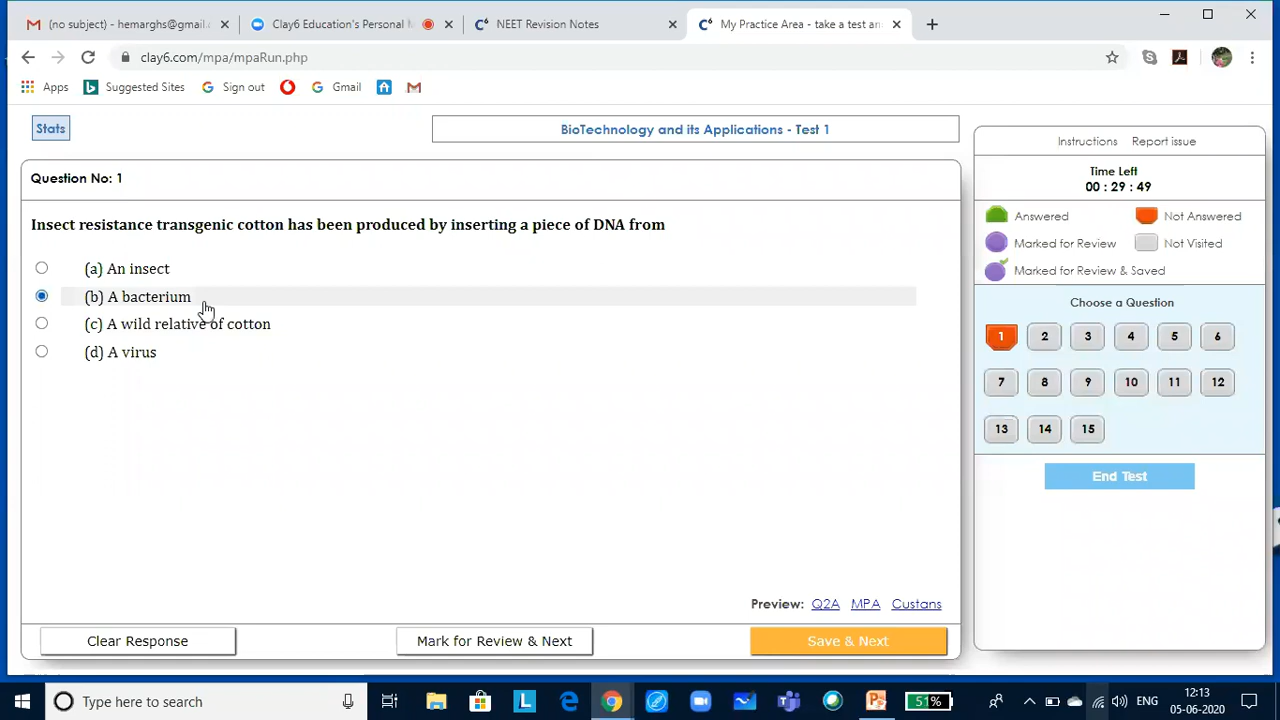 (no subject) - hemarghs@gmail.
Clay6 Education's Personal
NEET Revision Notes
My Practice Area - take a test an
clay6.com/mpa/mpaRun.php
Apps
Suggested Sites
Sign out
Gmail
Stats
BioTechnology and its Applications - Test 1
Instructions
Report issue
Question No: 1
Time Left
00 : 29 : 49
Insect resistance transgenic cotton has been produced by inserting a piece of DNA from
Answered
Not Answered
Marked for Review
Not Visited
Marked for Review & Saved
(a) An insect
(b) A bacterium
(c) A wild relative of cotton
(d) A virus
Choose a Question
1 2 3 4 5 6
7 8 9 10 11 12
13 14 15
End Test
Preview: Q2A MPA Custans
Clear Response
Mark for Review & Next
Save & Next
Type here to search
51%
ENG
12:13
05-06-2020